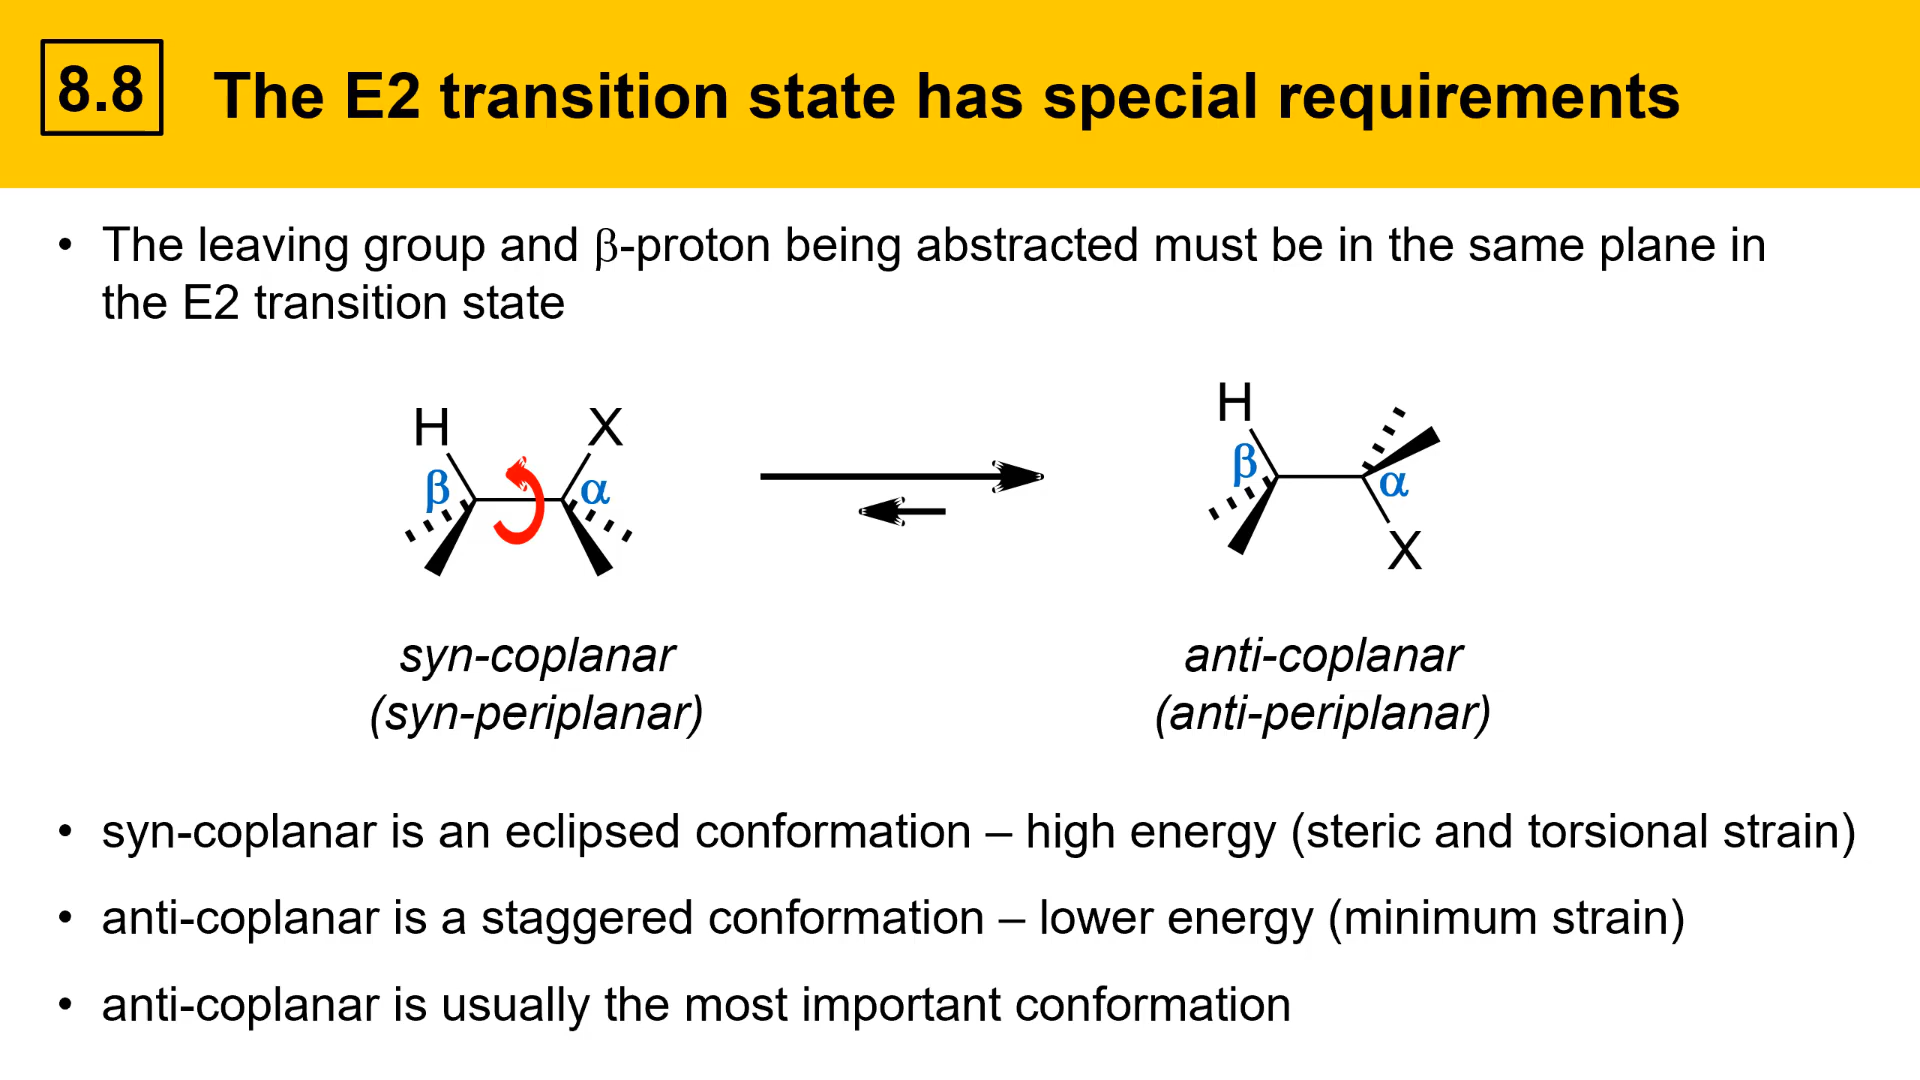 8.8 The E2 transition state has special requirements
• The leaving group and β-proton being abstracted must be in the same plane in
the E2 transition state
H X H
β α β α
X
syn-coplanar anti-coplanar
(syn-periplanar) (anti-periplanar)
• syn-coplanar is an eclipsed conformation – high energy (steric and torsional strain)
• anti-coplanar is a staggered conformation – lower energy (minimum strain)
• anti-coplanar is usually the most important conformation